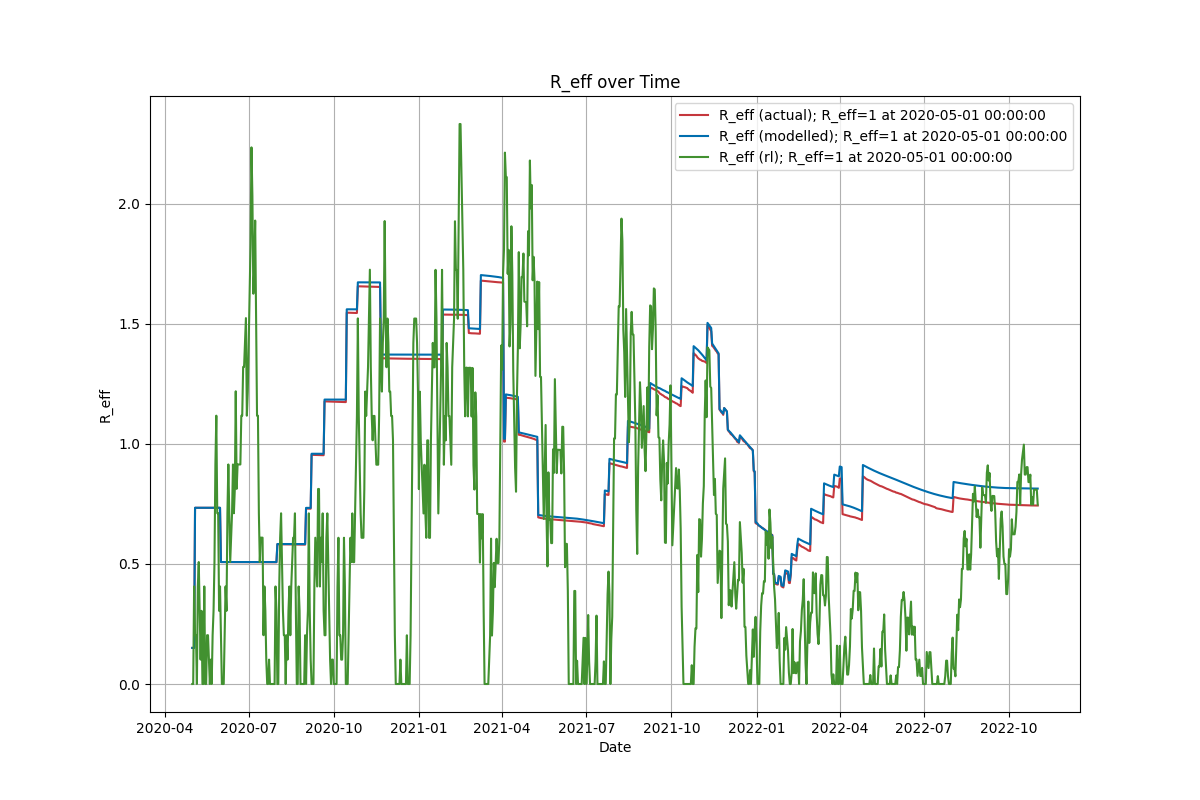 R_eff over Time
R_eff (actual); R_eff=1 at 2020-05-01 00:00:00
R_eff (modelled); R_eff=1 at 2020-05-01 00:00:00
R_eff (rl); R_eff=1 at 2020-05-01 00:00:00
R_eff
2.0
1.5
1.0
0.5
0.0
2020-04 2020-07 2020-10 2021-01 2021-04 2021-07 2021-10 2022-01 2022-04 2022-07 2022-10
Date